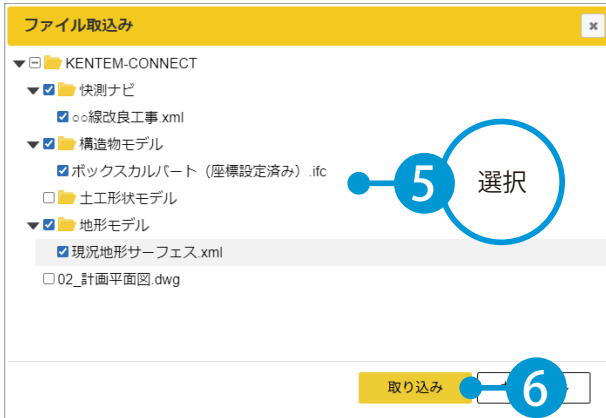 ファイル取込み
KENTEM-CONNECT
快測ナビ
○○線改良工事.xml
構造物モデル
ボックスカルバート（座標設定済み）.ifc
5 選択
土工形状モデル
地形モデル
現況地形サーフェス.xml
02_計画平面図.dwg
取り込み
6